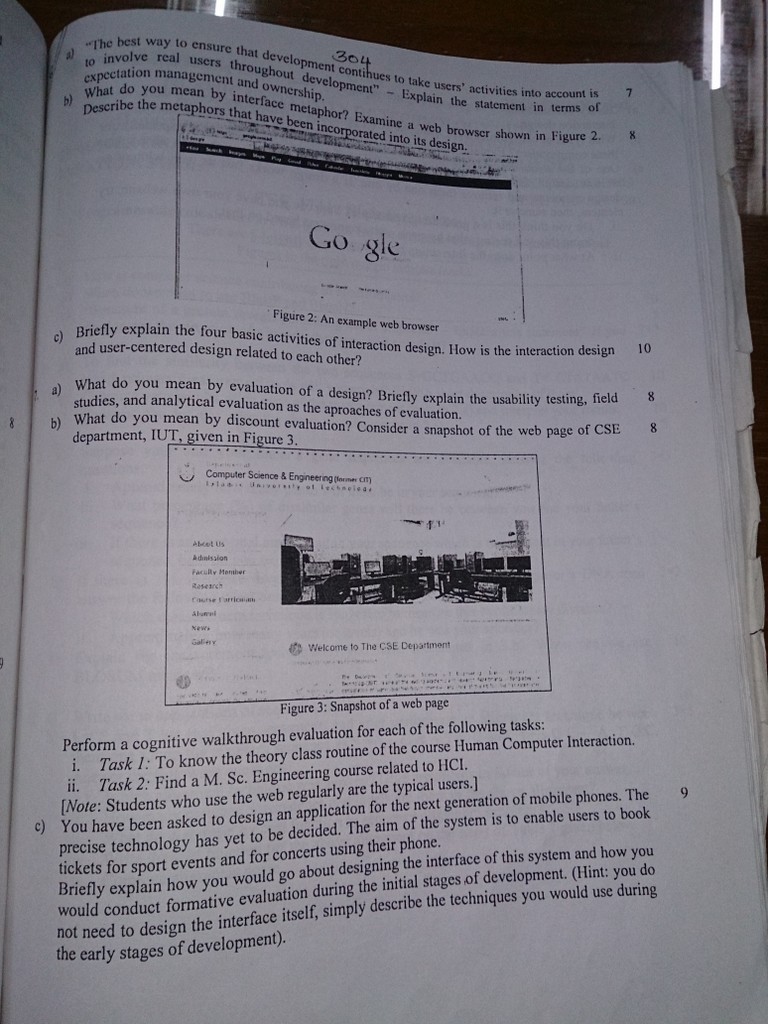 304
a) "The best way to ensure that development continues to take users' activities into account is 7
to involve real users throughout development" – Explain the statement in terms of
expectation management and ownership.
b) What do you mean by interface metaphor? Examine a web browser shown in Figure 2. 8
Describe the metaphors that have been incorporated into its design.
Search Images Maps Play
Go gle
Figure 2: An example web browser
c) Briefly explain the four basic activities of interaction design. How is the interaction design 10
and user-centered design related to each other?
a) What do you mean by evaluation of a design? Briefly explain the usability testing, field 8
studies, and analytical evaluation as the aproaches of evaluation.
8 b) What do you mean by discount evaluation? Consider a snapshot of the web page of CSE 8
department, IUT, given in Figure 3.
Computer Science & Engineering (former CIT)
Islamic University of Technology
About Us
Admission
Faculty Member
Research
Course Curriculum
Alumni
News
Gallery
Welcome to The CSE Department
Figure 3: Snapshot of a web page
Perform a cognitive walkthrough evaluation for each of the following tasks:
i. Task 1: To know the theory class routine of the course Human Computer Interaction.
ii. Task 2: Find a M. Sc. Engineering course related to HCI.
[Note: Students who use the web regularly are the typical users.]
c) You have been asked to design an application for the next generation of mobile phones. The 9
precise technology has yet to be decided. The aim of the system is to enable users to book
tickets for sport events and for concerts using their phone.
Briefly explain how you would go about designing the interface of this system and how you
would conduct formative evaluation during the initial stages of development. (Hint: you do
not need to design the interface itself, simply describe the techniques you would use during
the early stages of development).